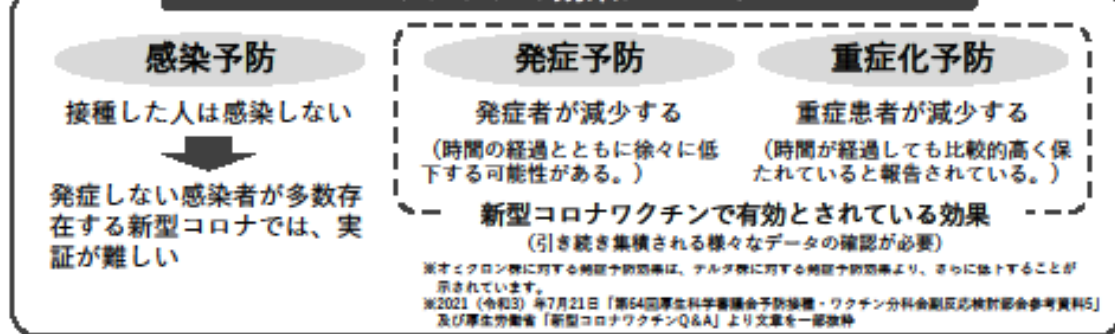 感染予防
接種した人は感染しない
発症しない感染者が多数存
在する新型コロナでは、実
証が難しい
発症予防
発症者が減少する
(時間の経過とともに徐々に低
下する可能性がある。)
重症化予防
重症患者が減少する
(時間が経過しても比較的高く保
たれていると報告されている。)
新型コロナワクチンで有効とされている効果
(引き続き集積される様々なデータの確認が必要)
※オミクロン株に対する発症予防効果は、デルタ株に対する発症予防効果より、さらに低下することが
示されています。
※2021(令和3)年7月21日「第64回厚生科学審議会予防接種・ワクチン分科会副反応検討部会参考資料5」
及び厚生労働省「新型コロナワクチンQ&A」より文章を一部抜粋